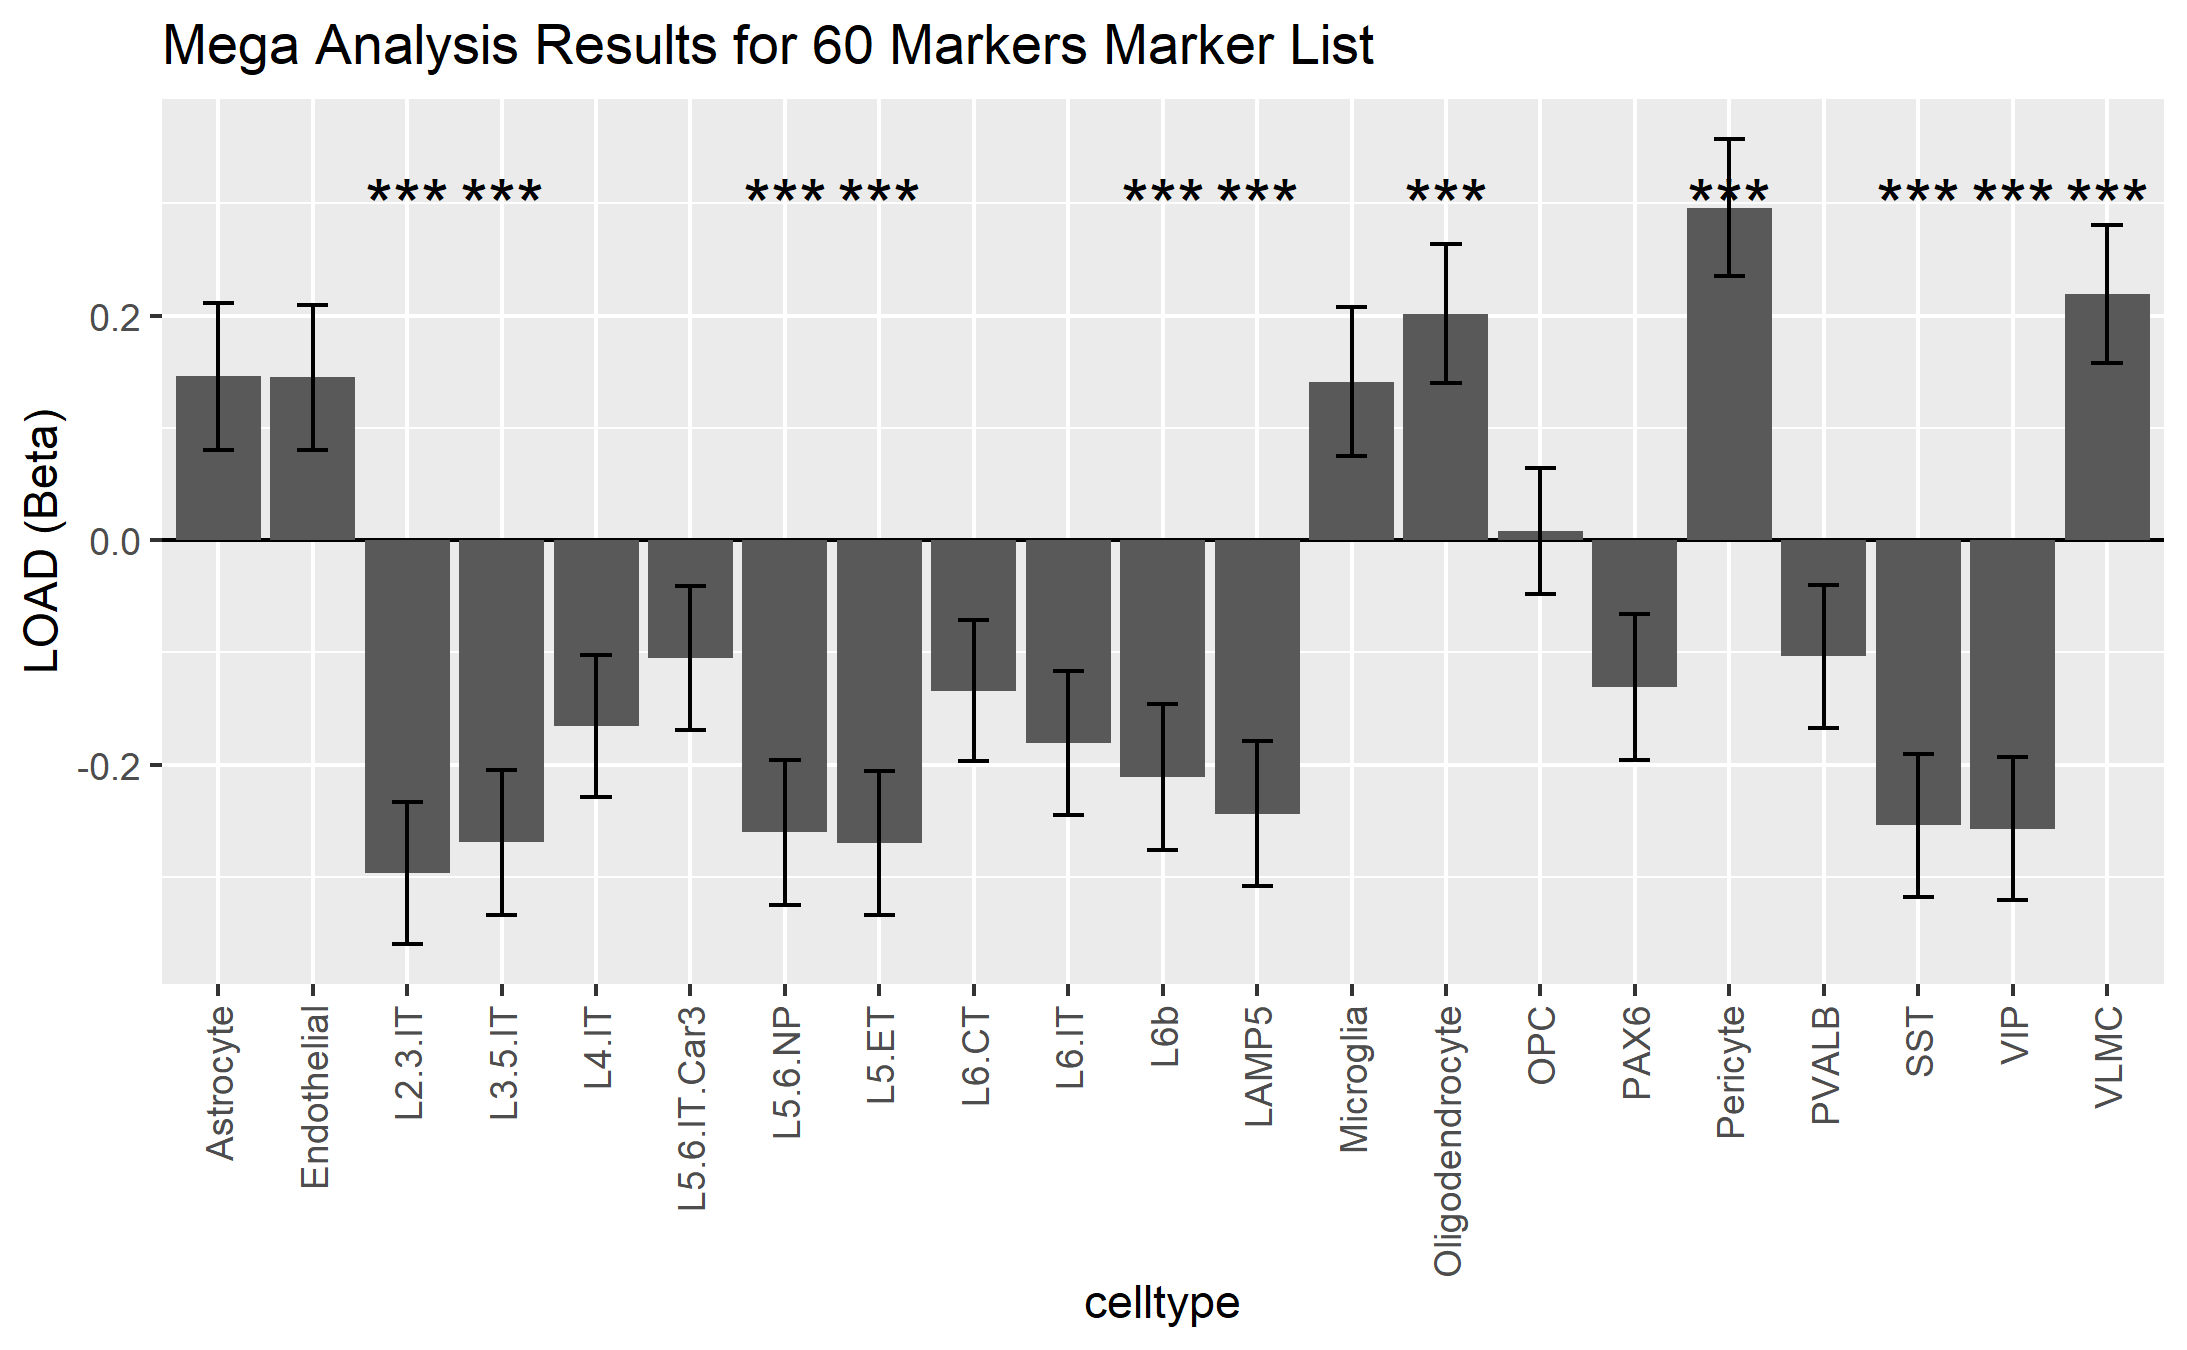 Mega Analysis Results for 60 Markers Marker List
*** *** *** *** *** *** *** *** *** *** ***
LOAD (Beta)
0.2
0.0
-0.2
Astrocyte
Endothelial
L2.3.IT
L3.5.IT
L4.IT
L5.6.IT.Car3
L5.6.NP
L5.ET
L6.CT
L6.IT
L6b
LAMP5
Microglia
Oligodendrocyte
OPC
PAX6
Pericyte
PVALB
SST
VIP
VLMC
celltype